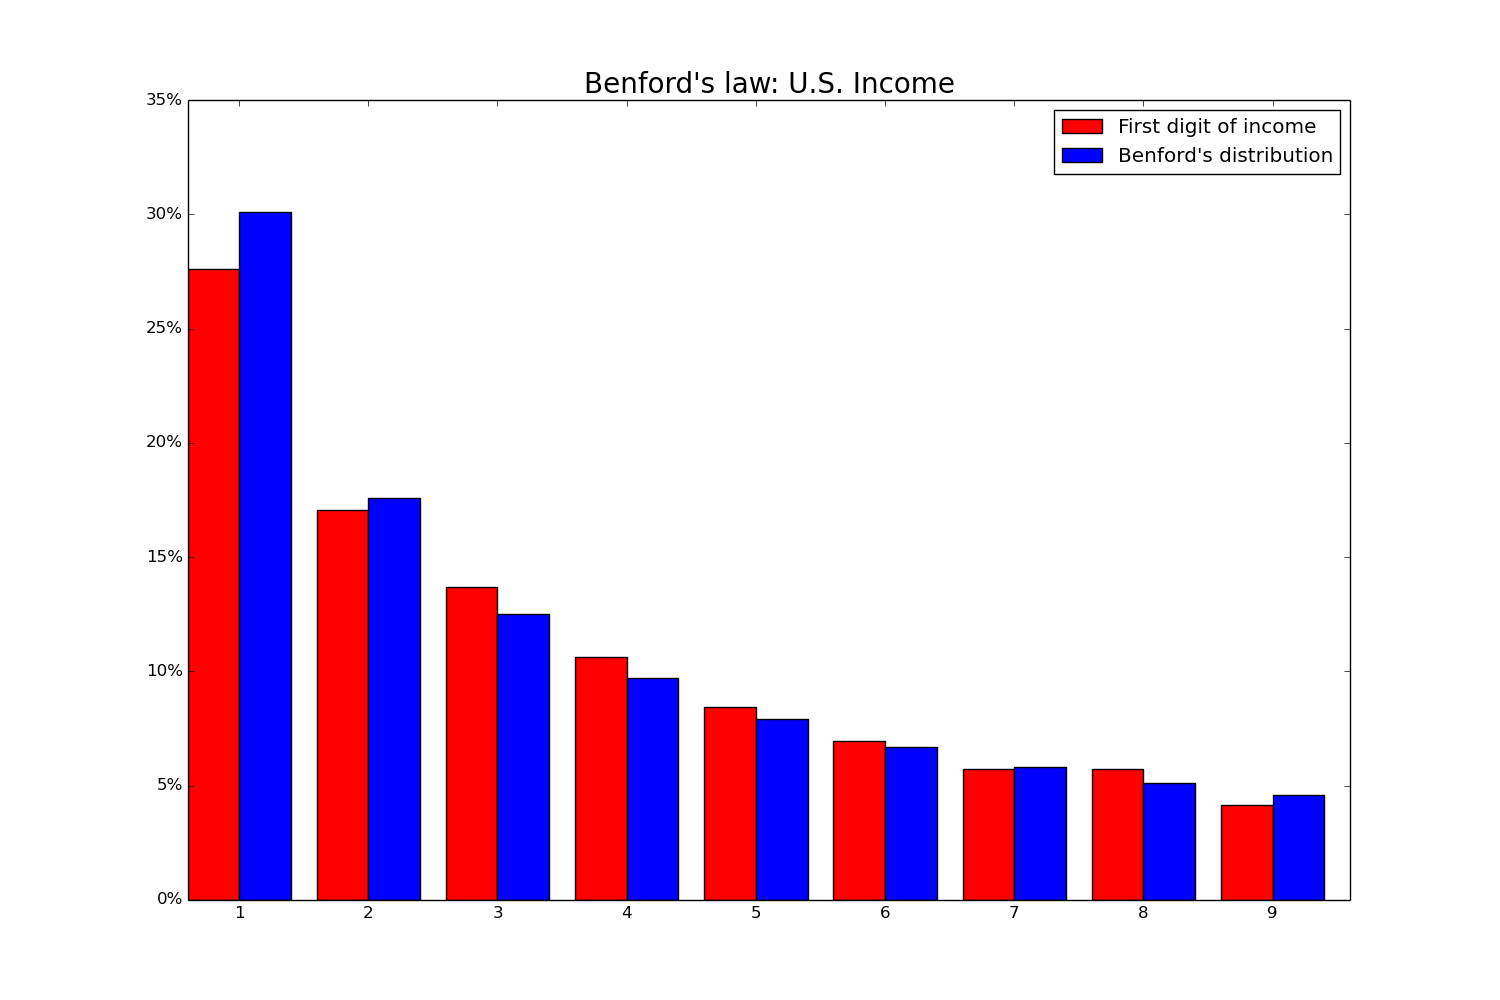 Benford's law: U.S. Income
35%
30%
25%
20%
15%
10%
5%
0%
First digit of income
Benford's distribution
1 2 3 4 5 6 7 8 9